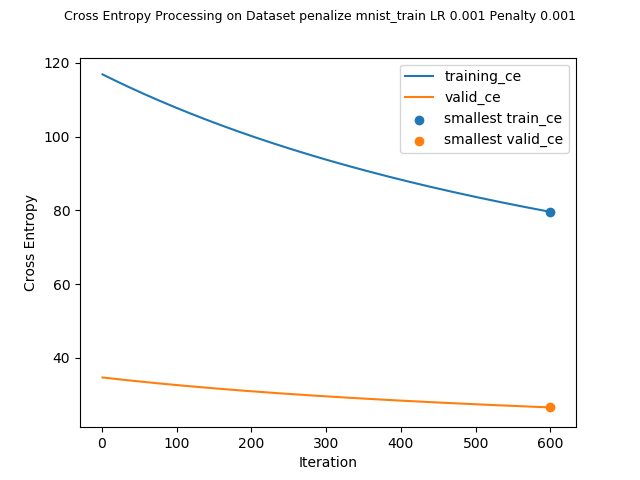 Cross Entropy Processing on Dataset penalize mnist_train LR 0.001 Penalty 0.001
training_ce
valid_ce
smallest train_ce
smallest valid_ce
Cross Entropy
120
100
80
60
40
0 100 200 300 400 500 600
Iteration